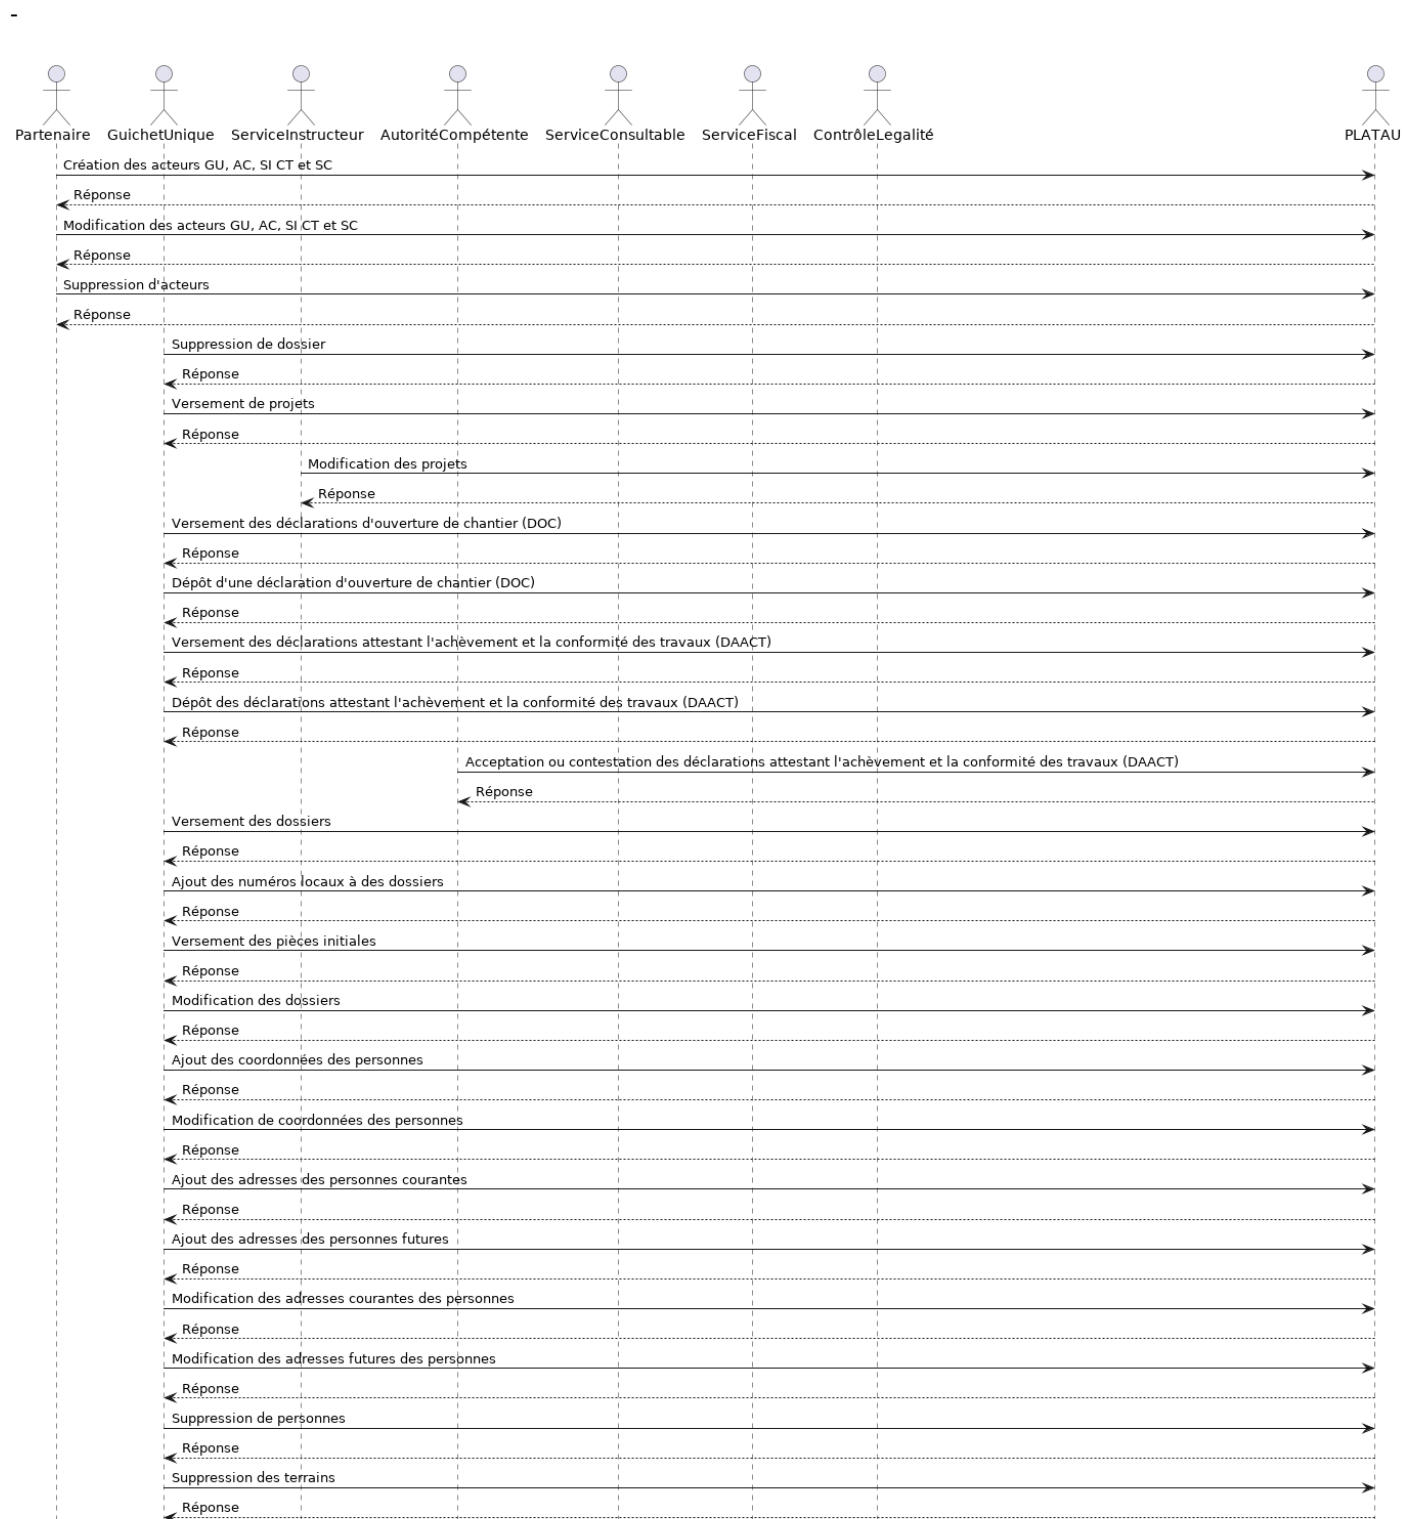 -
Partenaire GuichetUnique ServiceInstructeur AutoritéCompétente ServiceConsultable ServiceFiscal ContrôleLegalité PLATAU
Création des acteurs GU, AC, SI CT et SC
Réponse
Modification des acteurs GU, AC, SI CT et SC
Réponse
Suppression d'acteurs
Réponse
Suppression de dossier
Réponse
Versement de projets
Réponse
Modification des projets
Réponse
Versement des déclarations d'ouverture de chantier (DOC)
Réponse
Dépôt d'une déclaration d'ouverture de chantier (DOC)
Réponse
Versement des déclarations attestant l'achèvement et la conformité des travaux (DAACT)
Réponse
Dépôt des déclarations attestant l'achèvement et la conformité des travaux (DAACT)
Réponse
Acceptation ou contestation des déclarations attestant l'achèvement et la conformité des travaux (DAACT)
Réponse
Versement des dossiers
Réponse
Ajout des numéros locaux à des dossiers
Réponse
Versement des pièces initiales
Réponse
Modification des dossiers
Réponse
Ajout des coordonnées des personnes
Réponse
Modification de coordonnées des personnes
Réponse
Ajout des adresses des personnes courantes
Réponse
Ajout des adresses des personnes futures
Réponse
Modification des adresses courantes des personnes
Réponse
Modification des adresses futures des personnes
Réponse
Suppression de personnes
Réponse
Suppression des terrains
Réponse